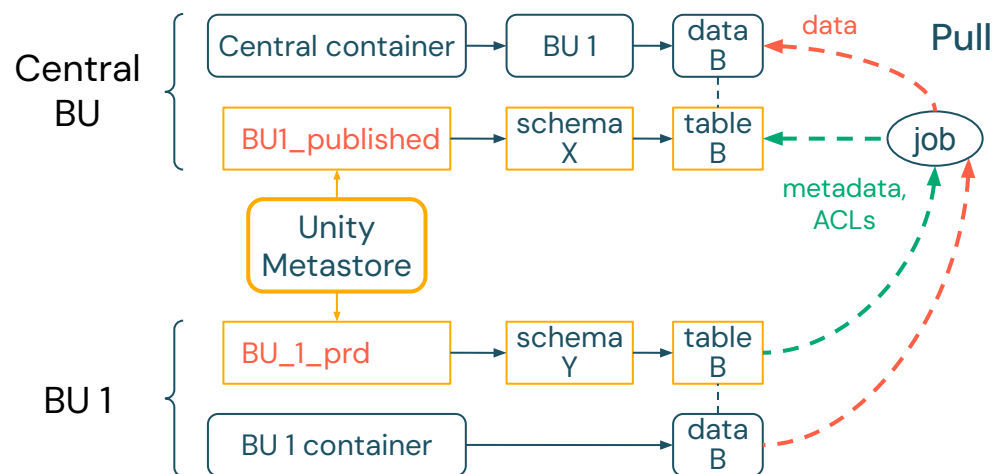 Central container
BU 1
data
B
data
Pull
Central
BU
BU1_published
schema
X
table
B
job
metadata,
ACLs
Unity
Metastore
BU_1_prd
schema
Y
table
B
BU 1
BU 1 container
data
B